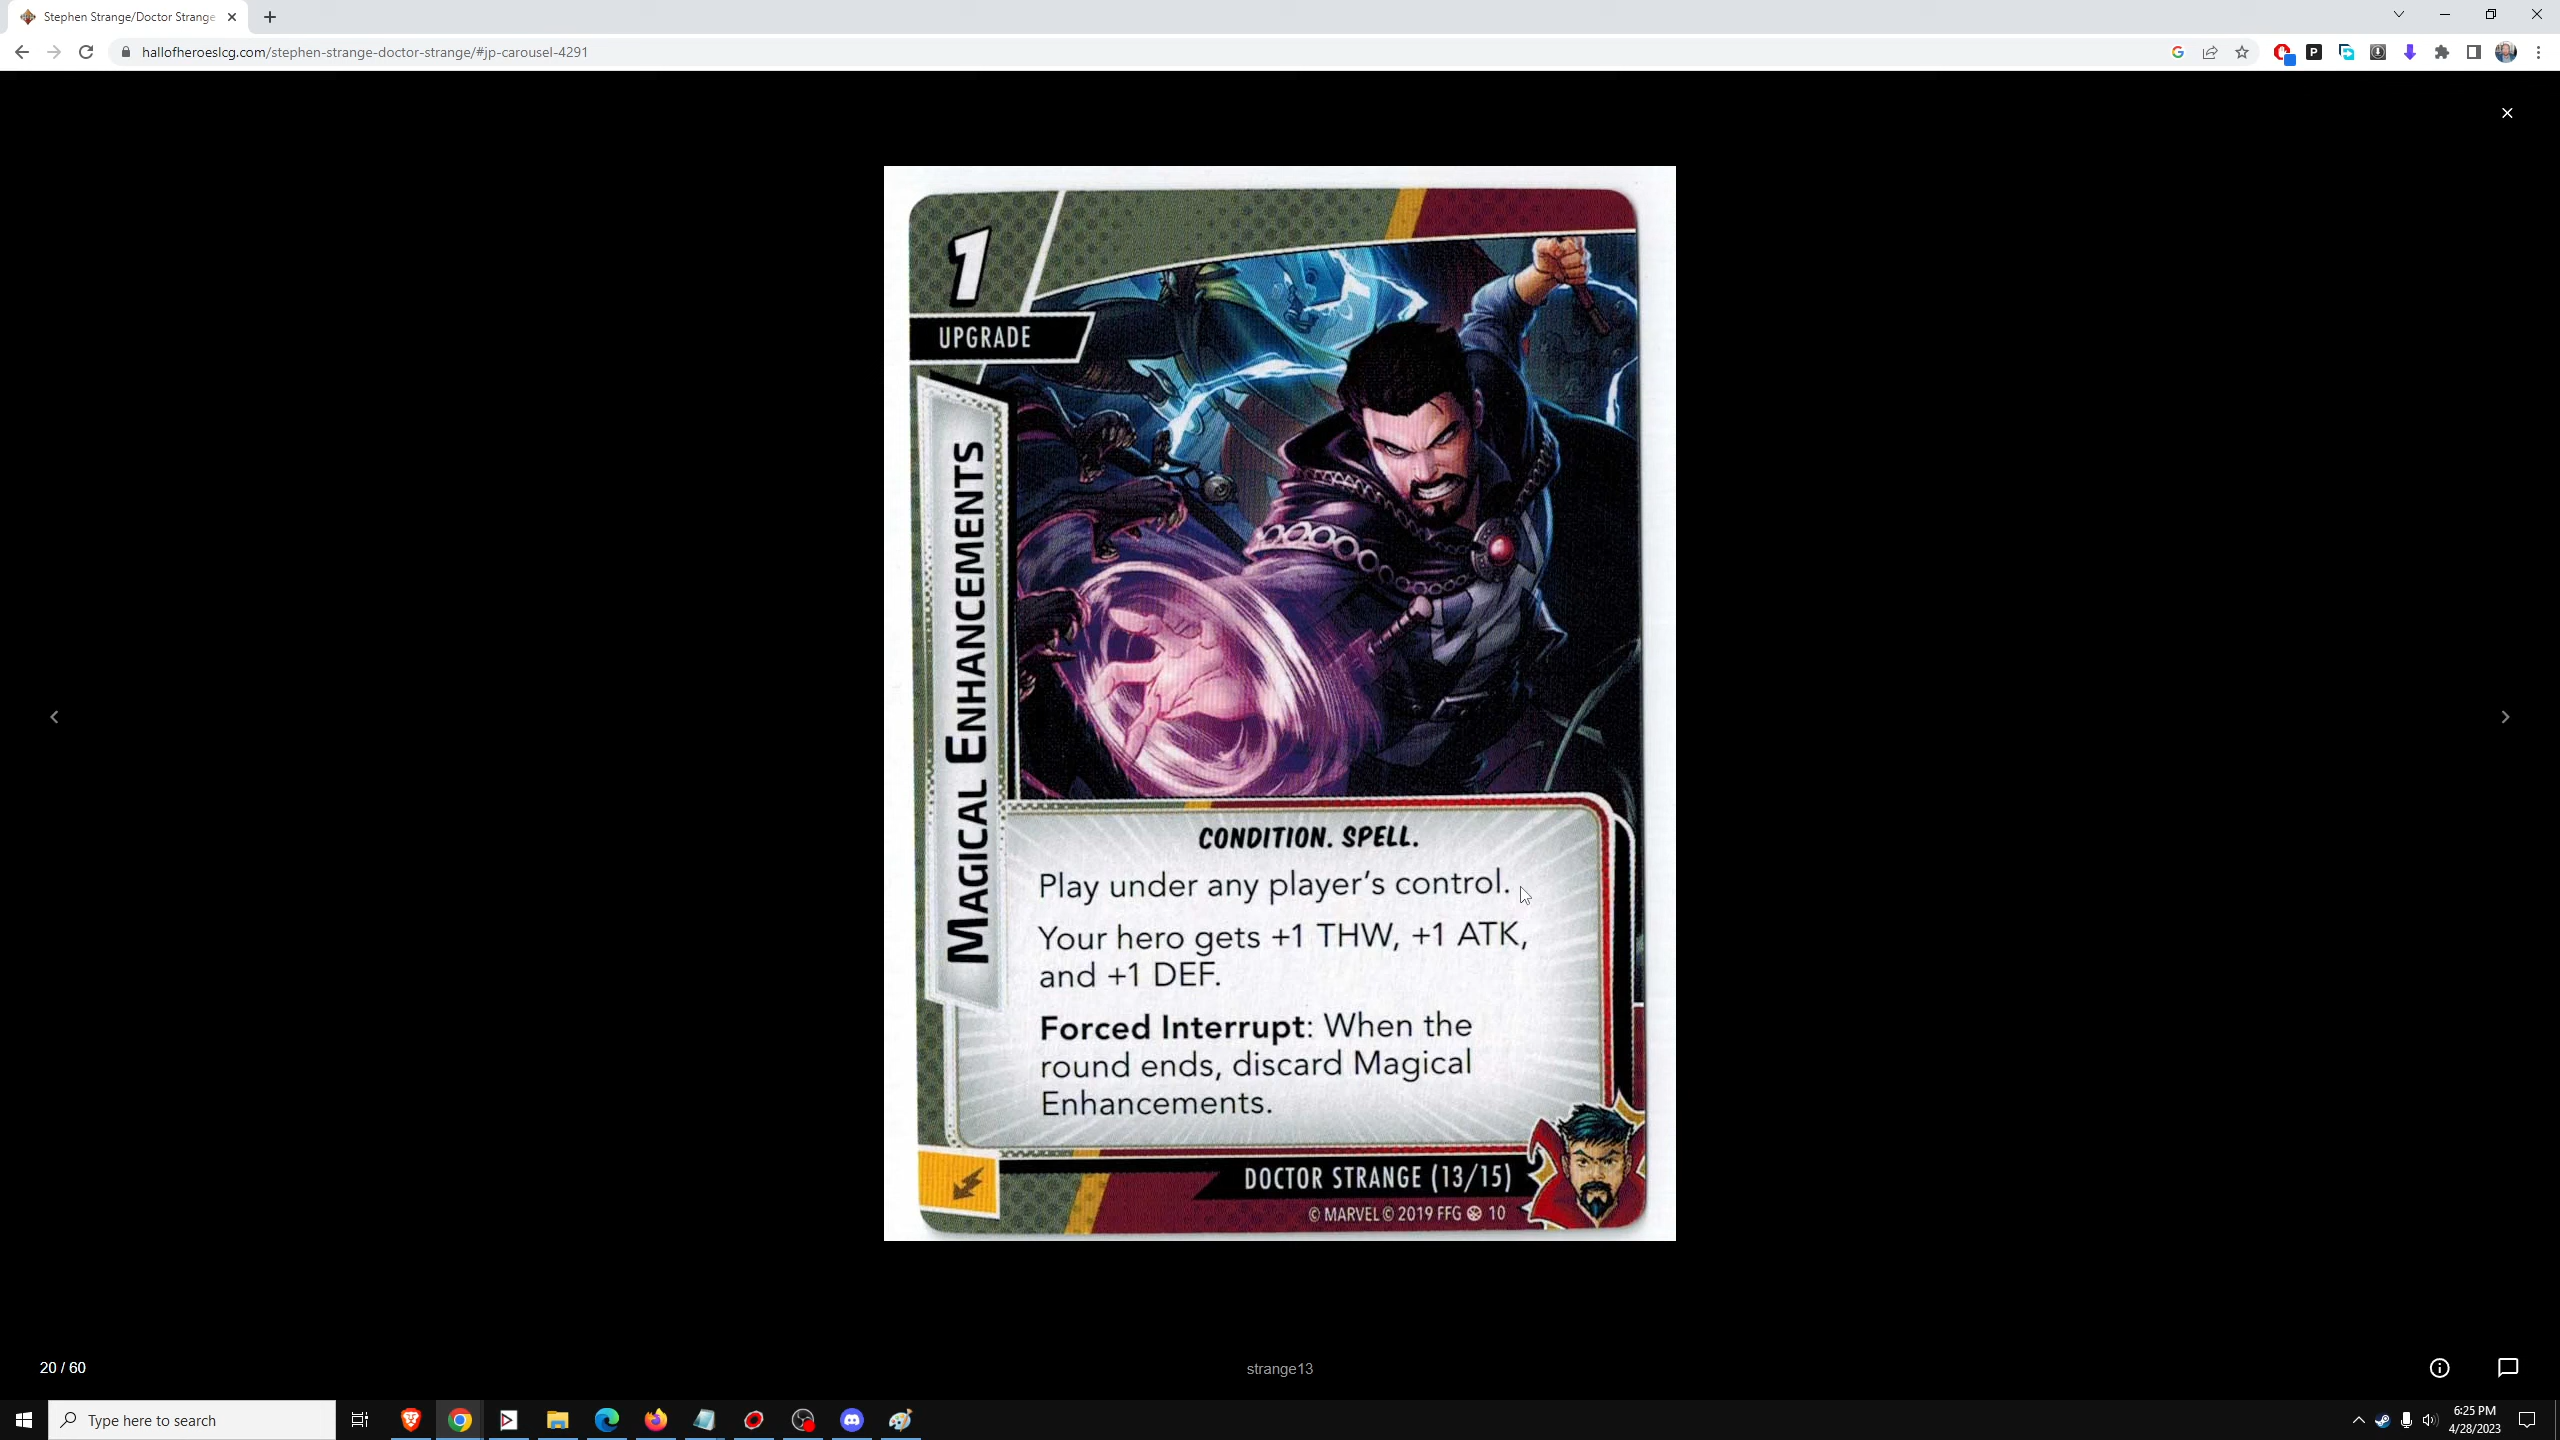 Stephen Strange/Doctor Strange
hallofheroeslcg.com/stephen-strange-doctor-strange/#jp-carousel-4291
1
UPGRADE
MAGICAL ENHANCEMENTS
CONDITION. SPELL.
Play under any player's control.
Your hero gets +1 THW, +1 ATK,
and +1 DEF.
Forced Interrupt: When the
round ends, discard Magical
Enhancements.
DOCTOR STRANGE (13/15)
© MARVEL © 2019 FFG 10
20 / 60
strange13
Type here to search
6:25 PM
4/28/2023